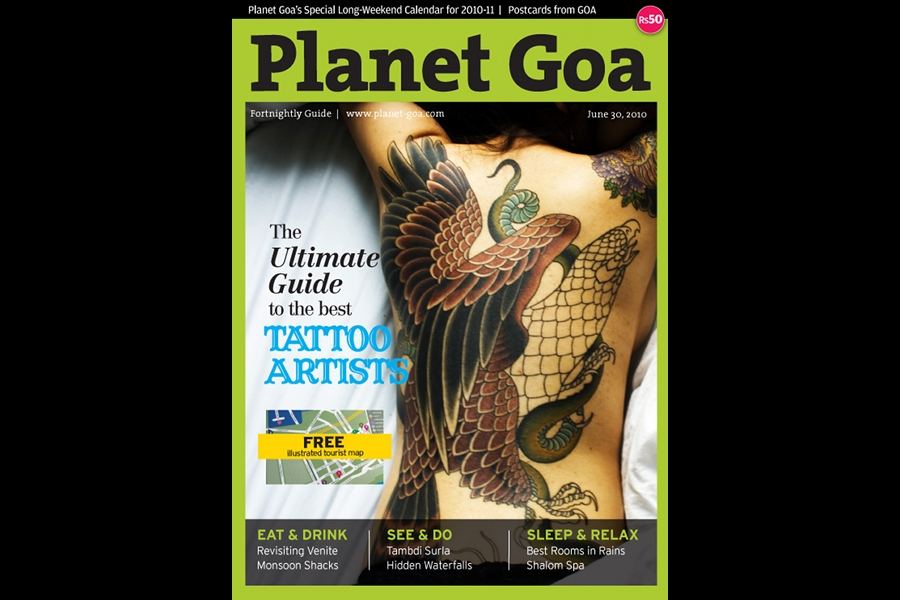 Planet Goa's Special Long-Weekend Calendar for 2010-11 | Postcards from GOA
Rs50
Planet Goa
Fortnightly Guide | www.planet-goa.com
June 30, 2010
The
Ultimate
Guide
to the best
TATTOO
ARTISTS
FREE
illustrated tourist map
EAT & DRINK
Revisiting Venite
Monsoon Shacks
SEE & DO
Tambdi Surla
Hidden Waterfalls
SLEEP & RELAX
Best Rooms in Rains
Shalom Spa